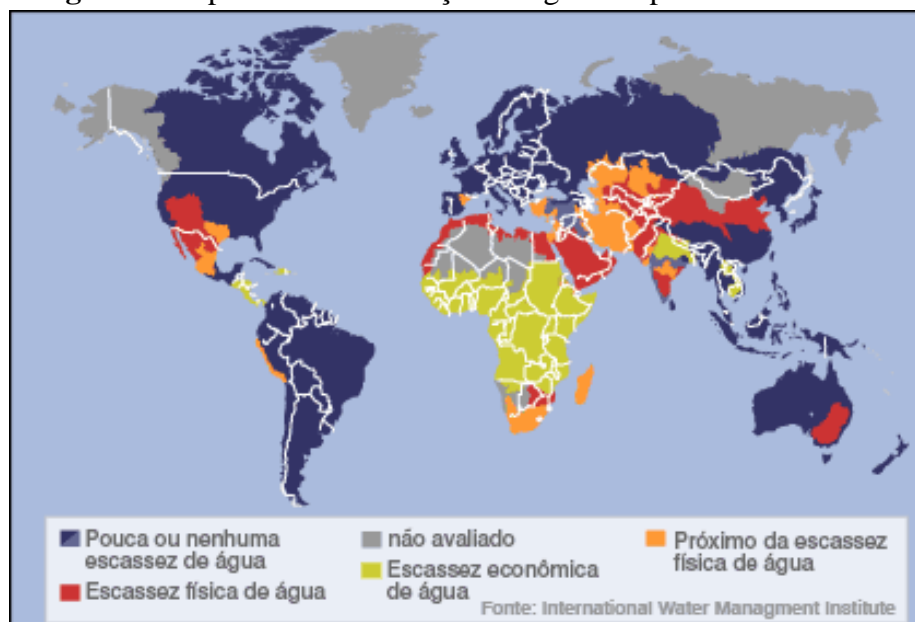 Pouca ou nenhuma
escassez de água
Escassez física de água
não avaliado
Escassez econômica
de água
Próximo da escassez
física de água
Fonte: International Water Managment Institute